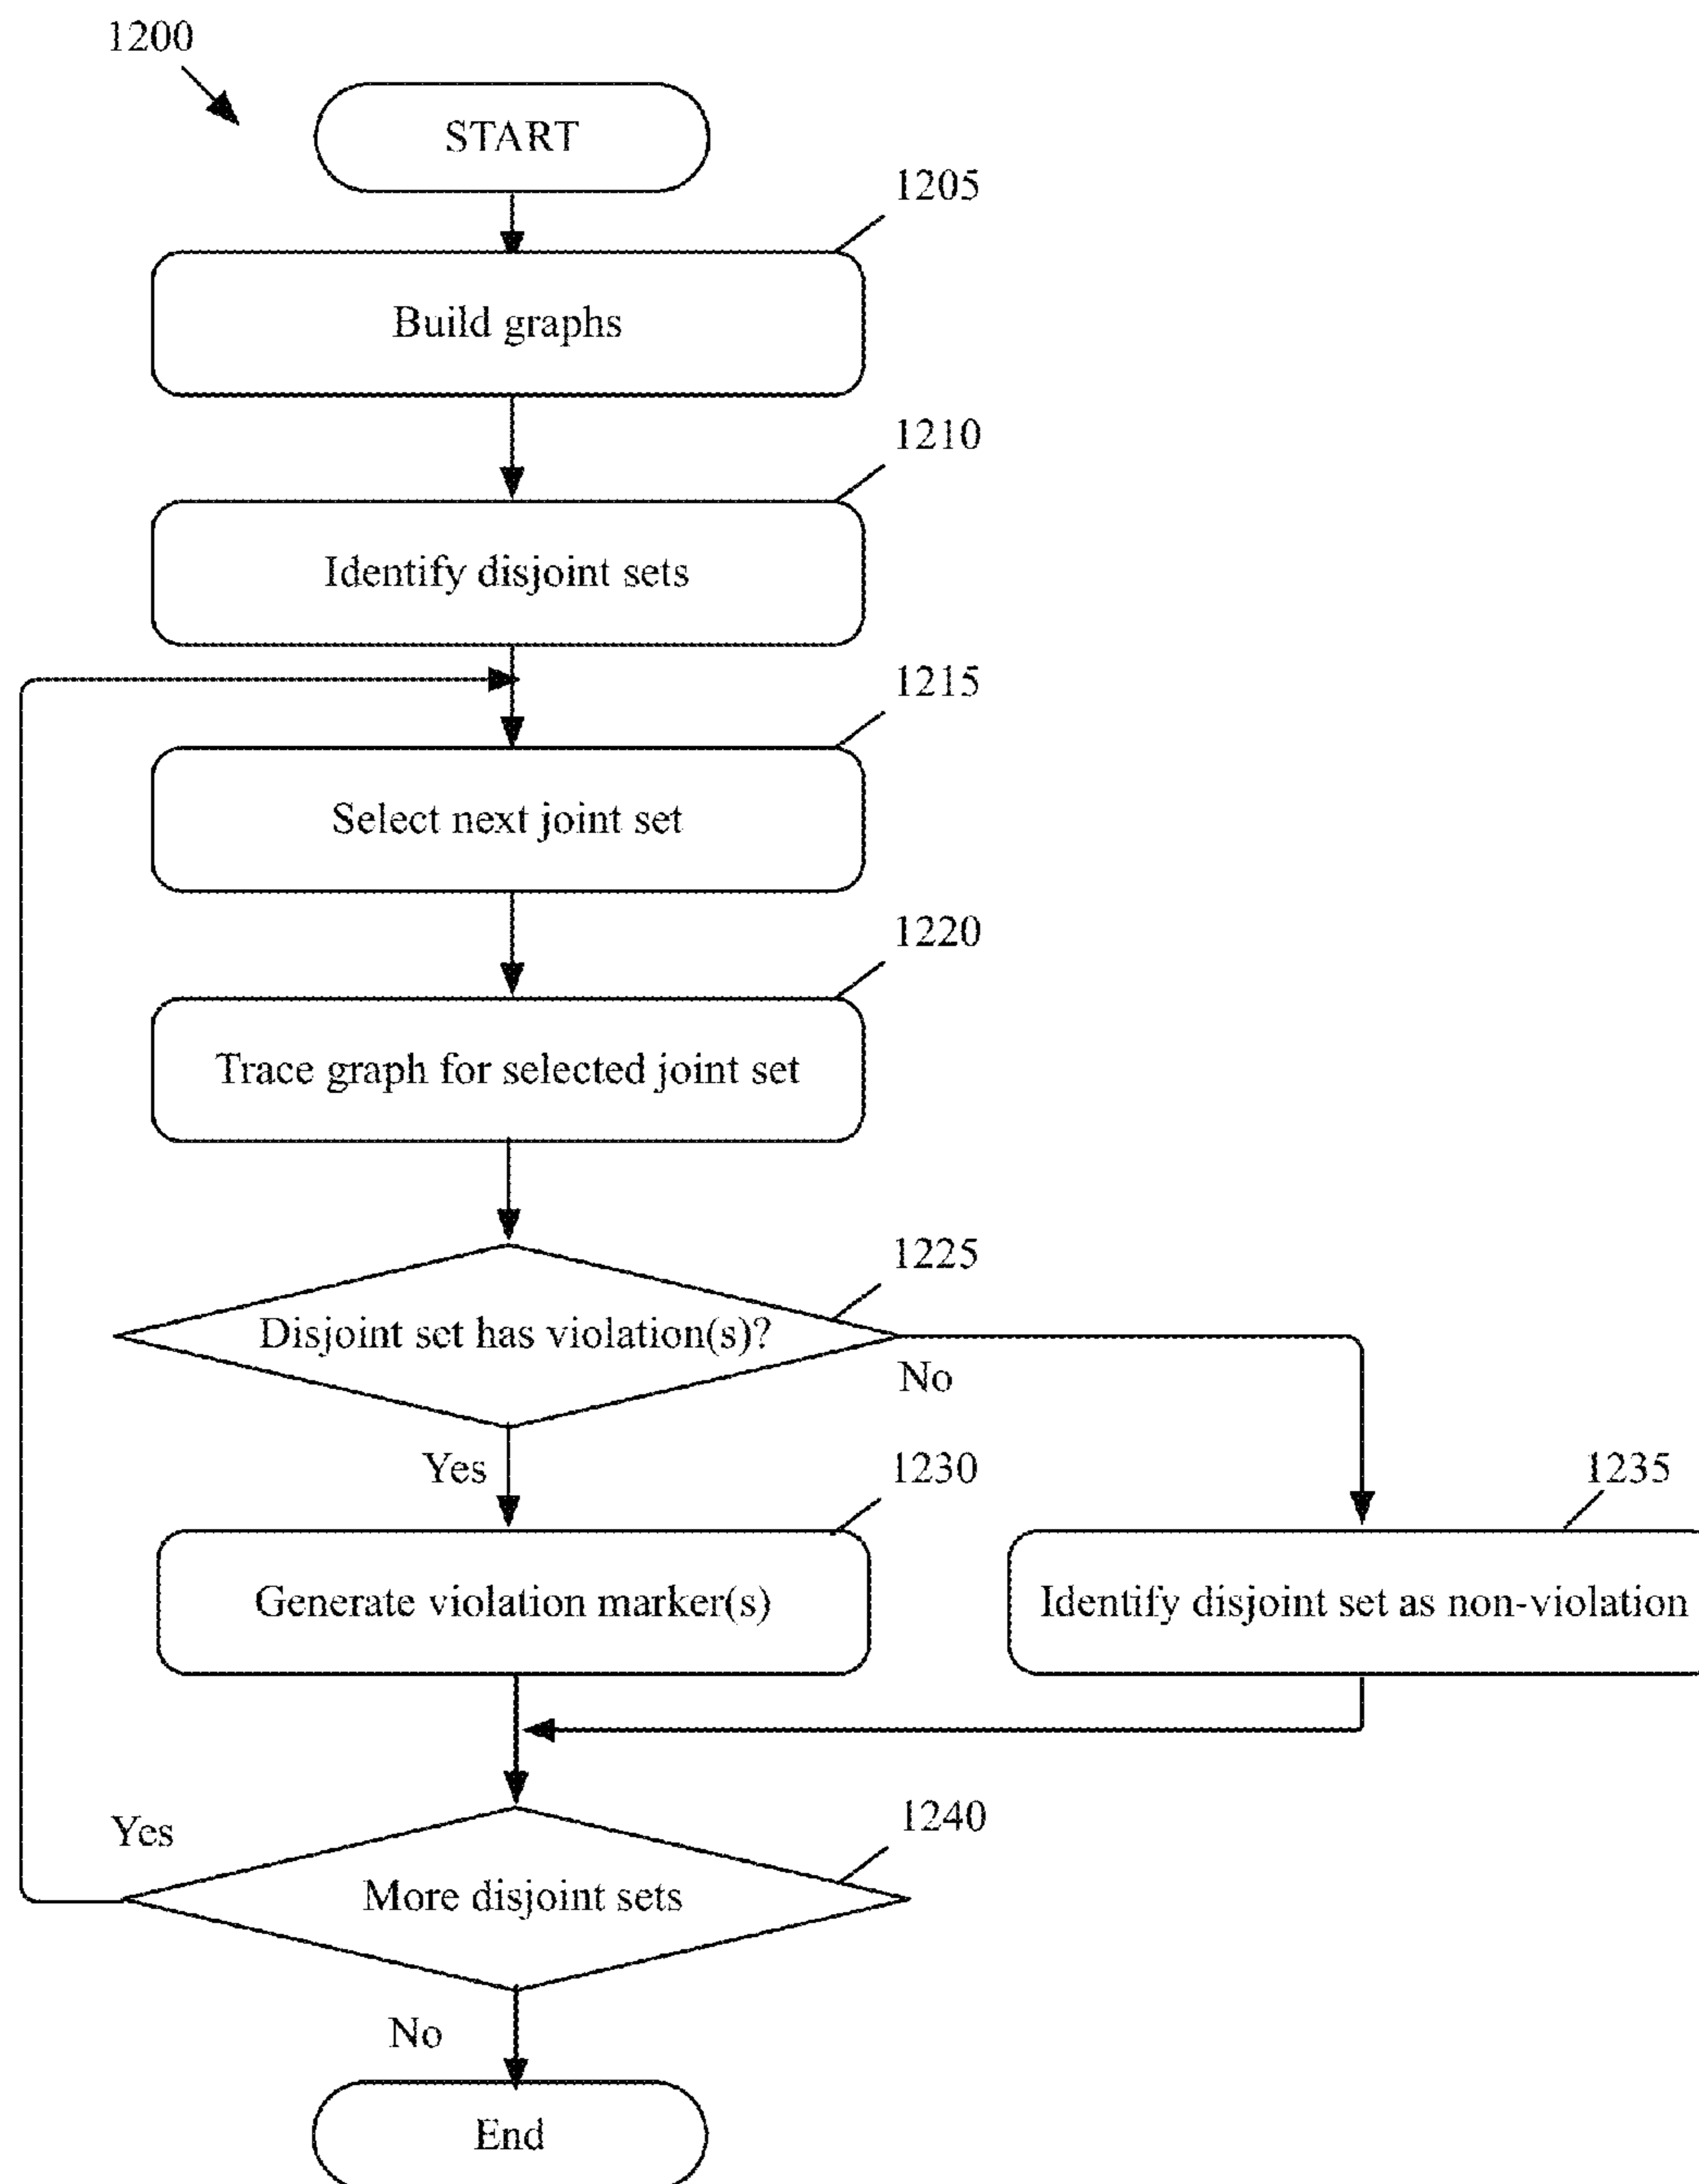 1200
START
1205
Build graphs
1210
Identify disjoint sets
1215
Select next joint set
1220
Trace graph for selected joint set
1225
Disjoint set has violation(s)?
No
Yes
1230
1235
Generate violation marker(s)
Identify disjoint set as non-violation
1240
Yes
More disjoint sets
No
End